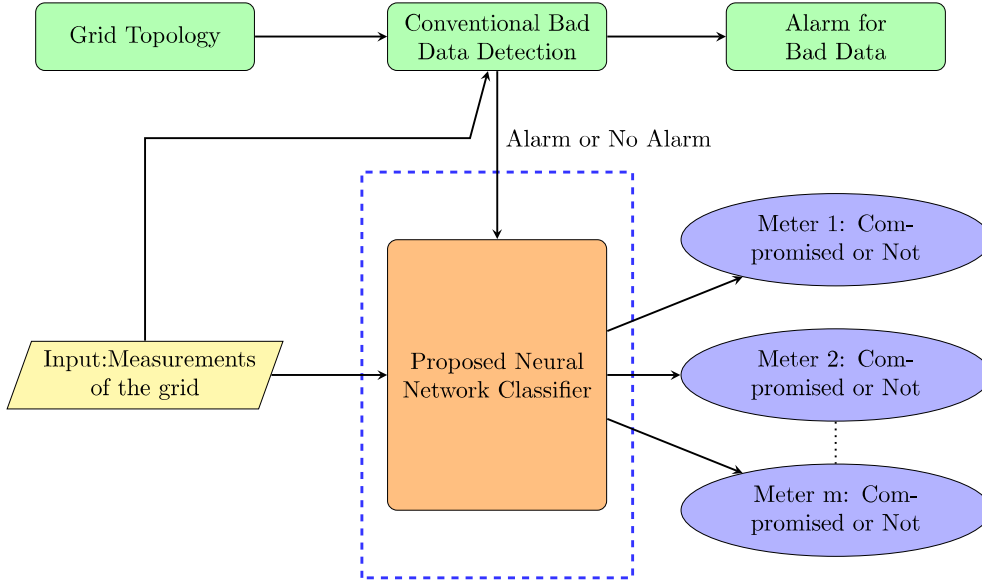 Grid Topology
Conventional Bad
Data Detection
Alarm for
Bad Data
Alarm or No Alarm
Meter 1: Com-
promised or Not
Input:Measurements
of the grid
Proposed Neural
Network Classifier
Meter 2: Com-
promised or Not
Meter m: Com-
promised or Not